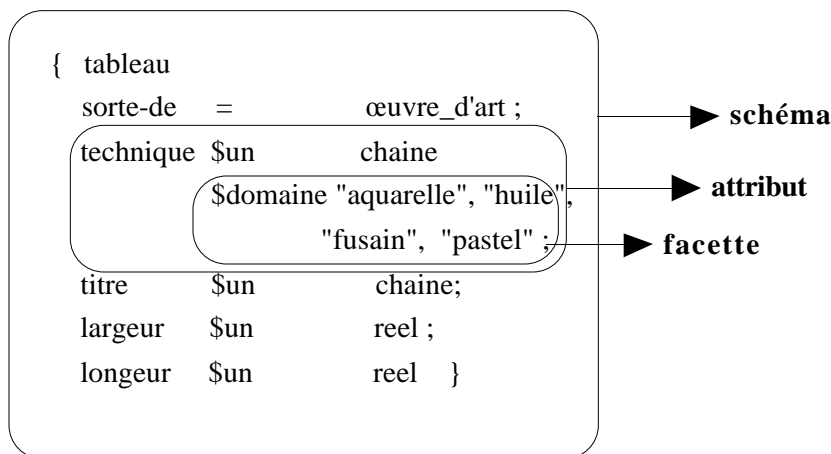 { tableau
sorte-de = œuvre_d'art ;
schéma
technique $un chaine
$domaine "aquarelle", "huile",
attribut
"fusain", "pastel" ;
facette
titre $un chaine;
largeur $un reel ;
longeur $un reel }